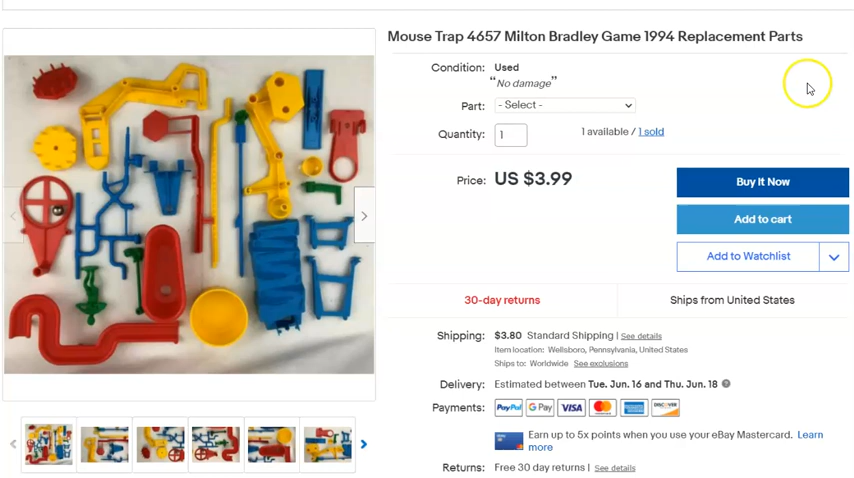 Mouse Trap 4657 Milton Bradley Game 1994 Replacement Parts
Condition: Used
“No damage”
Part: - Select -
Quantity: 1 1 available / 1 sold
Price: US $3.99
Buy It Now
Add to cart
Add to Watchlist
30-day returns
Ships from United States
Shipping: $3.80 Standard Shipping | See details
Item location: Wellsboro, Pennsylvania, United States
Ships to: Worldwide See exclusions
Delivery: Estimated between Tue. Jun. 16 and Thu. Jun. 18 ?
Payments: PayPal G Pay VISA
DISCOVER
Earn up to 5x points when you use your eBay Mastercard. Learn
more
Returns: Free 30 day returns | See details